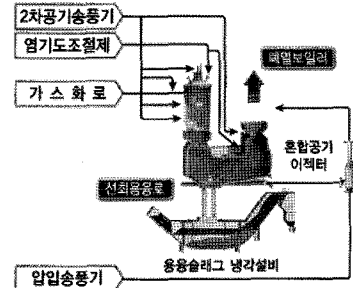 2차공기송풍기
염기도조절제
폐열보일러
가 스 화 로
혼합공기
이젝터
선회용융로
용융슬래그 냉각설비
압입송풍기